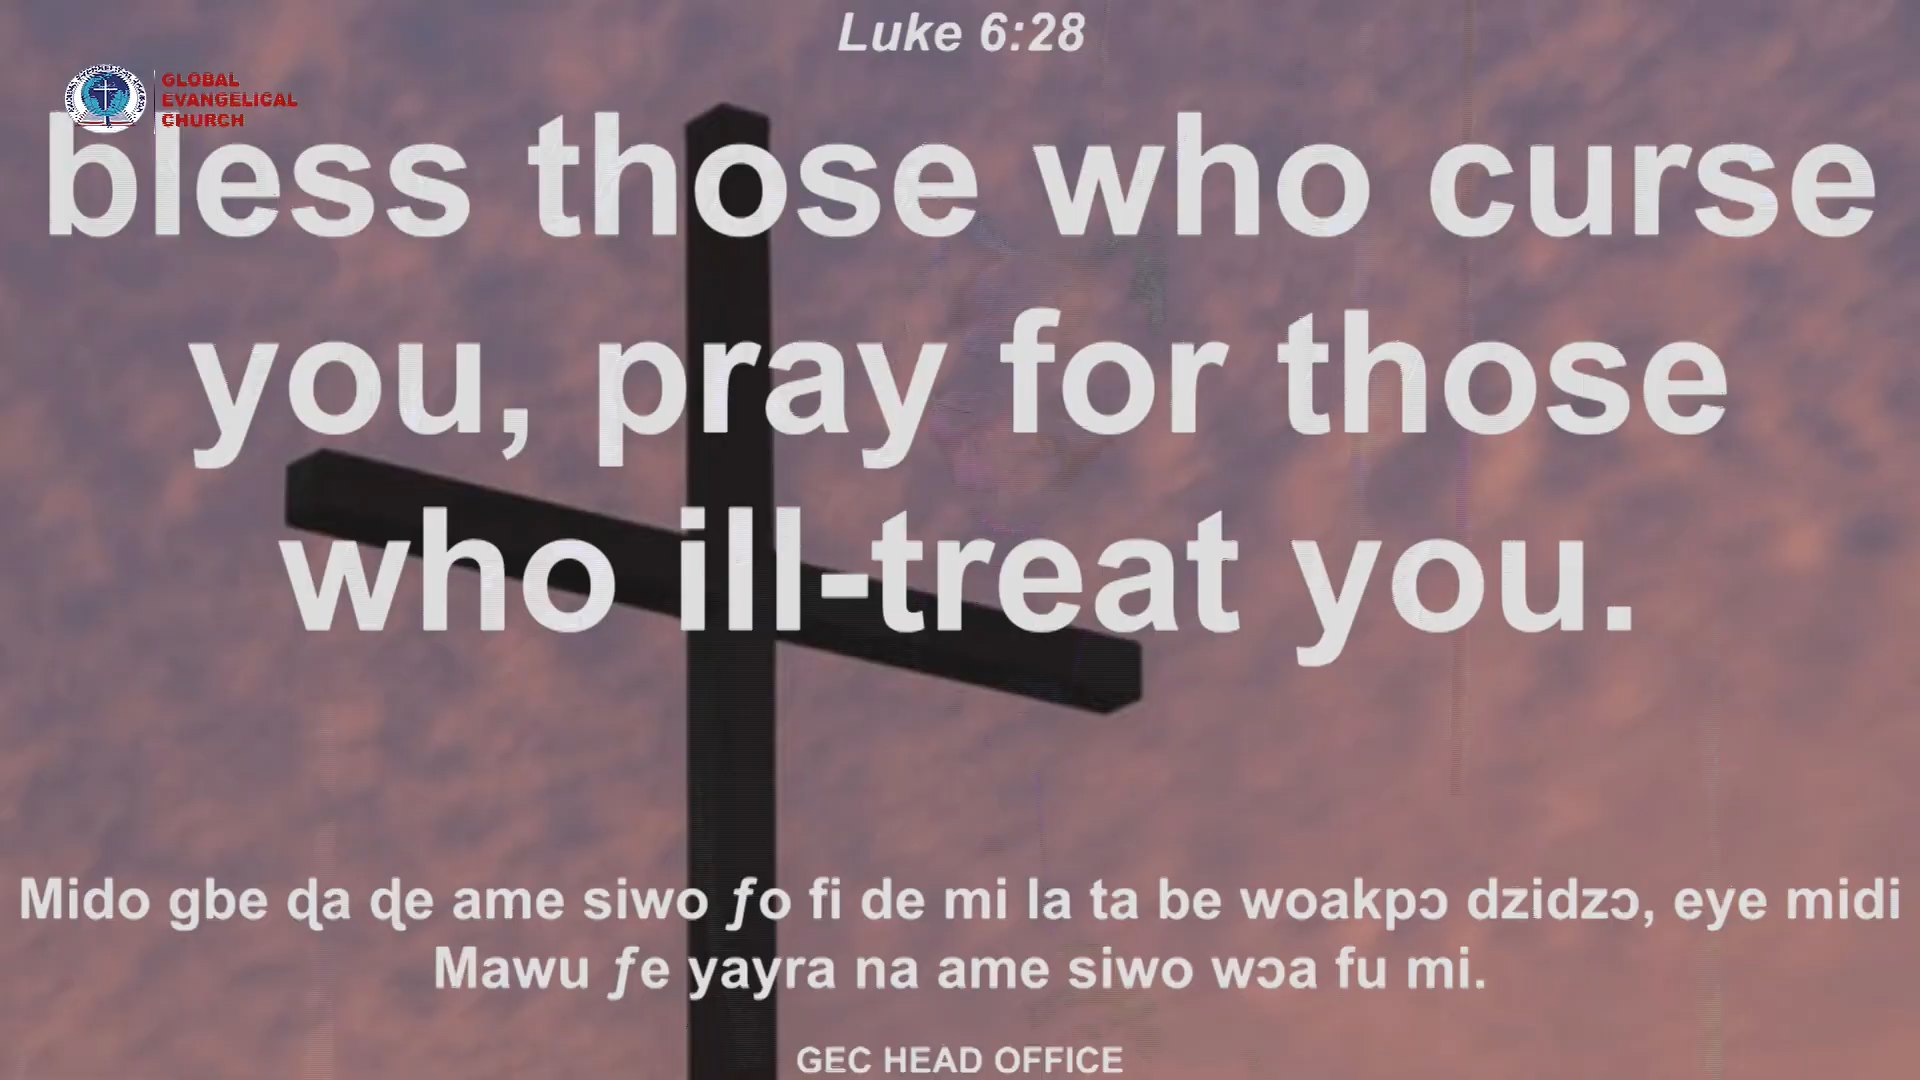 Luke 6:28
GLOBAL
EVANGELICAL
CHURCH
bless those who curse
you, pray for those
who ill-treat you.
Mido gbe ɖa ɖe ame siwo ƒo fi de mi la ta be woakpɔ dzidzɔ, eye midi
Mawu ƒe yayra na ame siwo wɔa fu mi.
GEC HEAD OFFICE